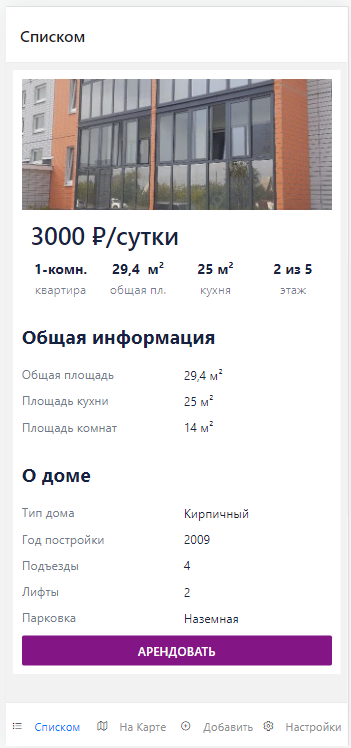 Списком
3000 ₽/сутки
1-комн. 29,4 м² 25 м² 2 из 5
квартира общая пл. кухня этаж
Общая информация
Общая площадь 29,4 м²
Площадь кухни 25 м²
Площадь комнат 14 м²
О доме
Тип дома Кирпичный
Год постройки 2009
Подъезды 4
Лифты 2
Парковка Наземная
АРЕНДОВАТЬ
Списком На Карте Добавить Настройки